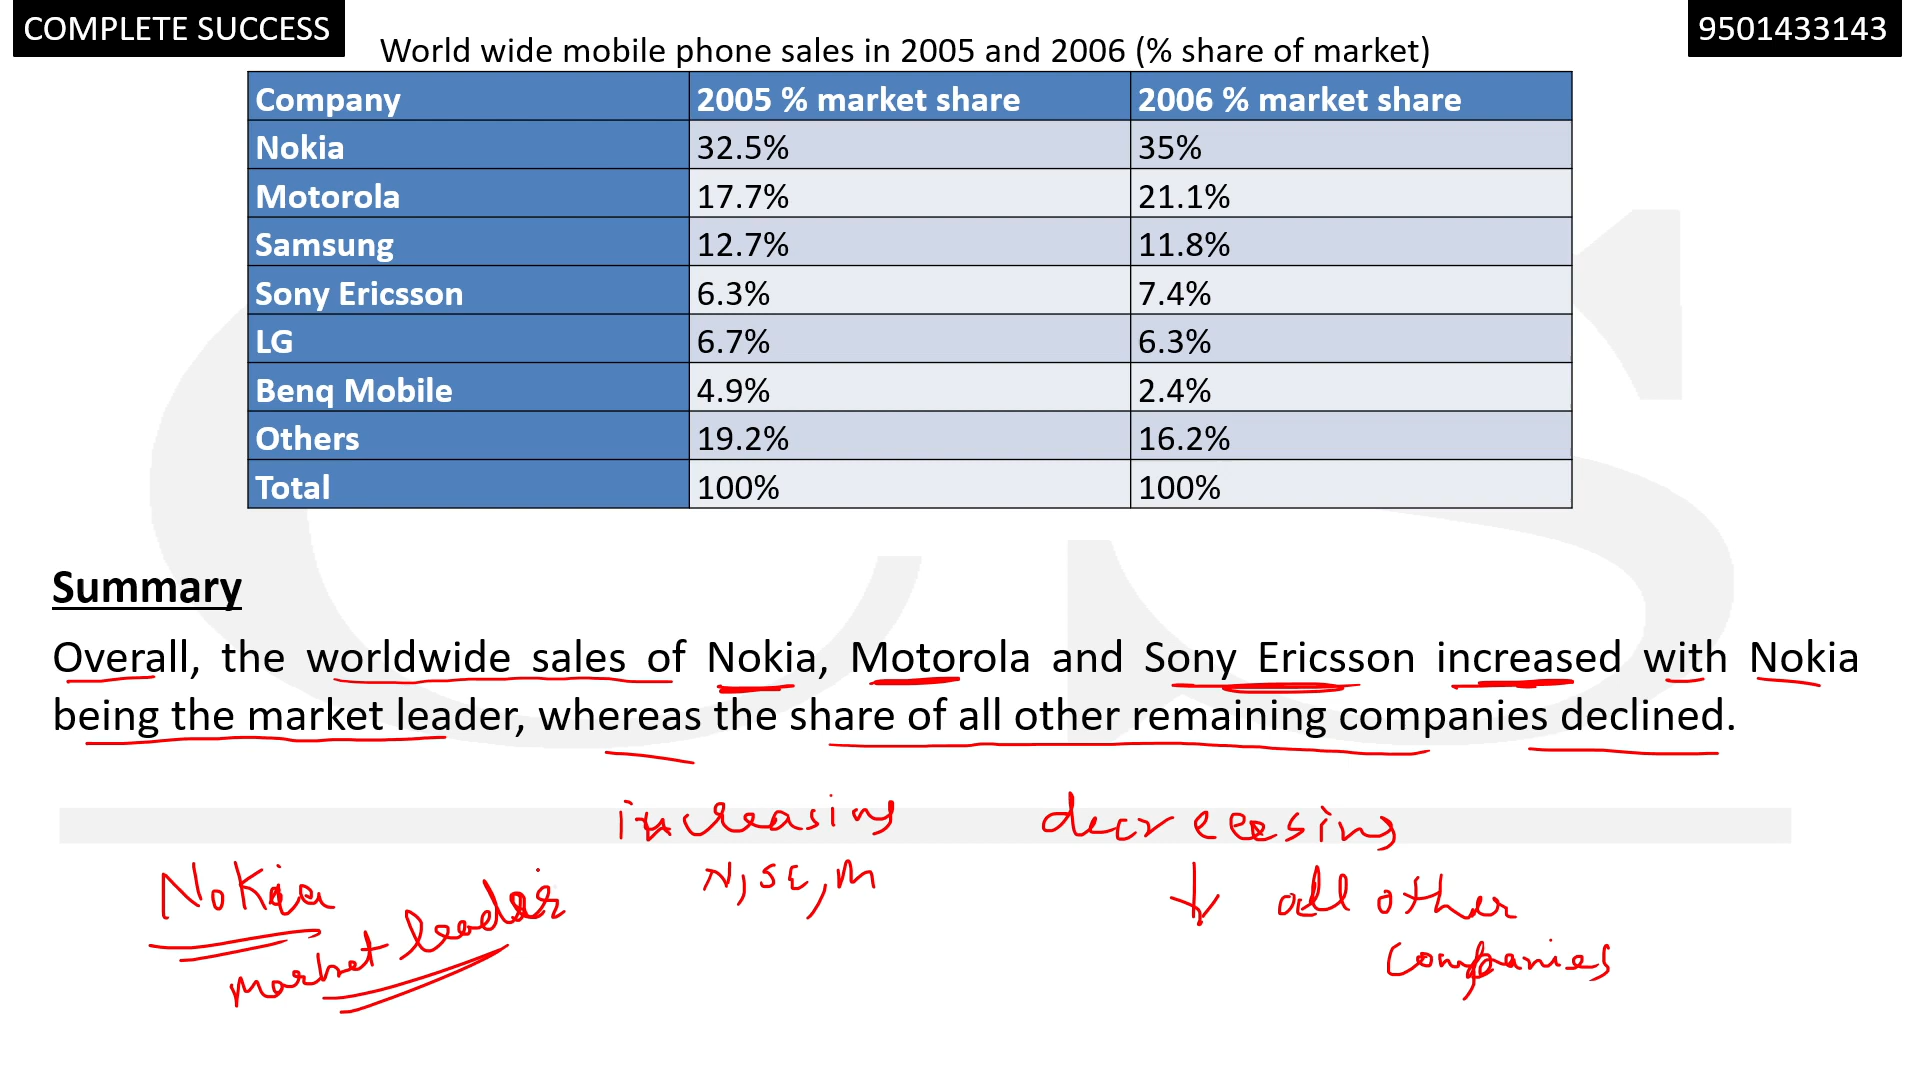 COMPLETE SUCCESS
9501433143
World wide mobile phone sales in 2005 and 2006 (% share of market)
Company 2005 % market share 2006 % market share
Nokia 32.5% 35%
Motorola 17.7% 21.1%
Samsung 12.7% 11.8%
Sony Ericsson 6.3% 7.4%
LG 6.7% 6.3%
Benq Mobile 4.9% 2.4%
Others 19.2% 16.2%
Total 100% 100%
Summary
Overall, the worldwide sales of Nokia, Motorola and Sony Ericsson increased with Nokia
being the market leader, whereas the share of all other remaining companies declined.
increasing decreasing
Nokia N, SE, M ↓ all other
market leader companies